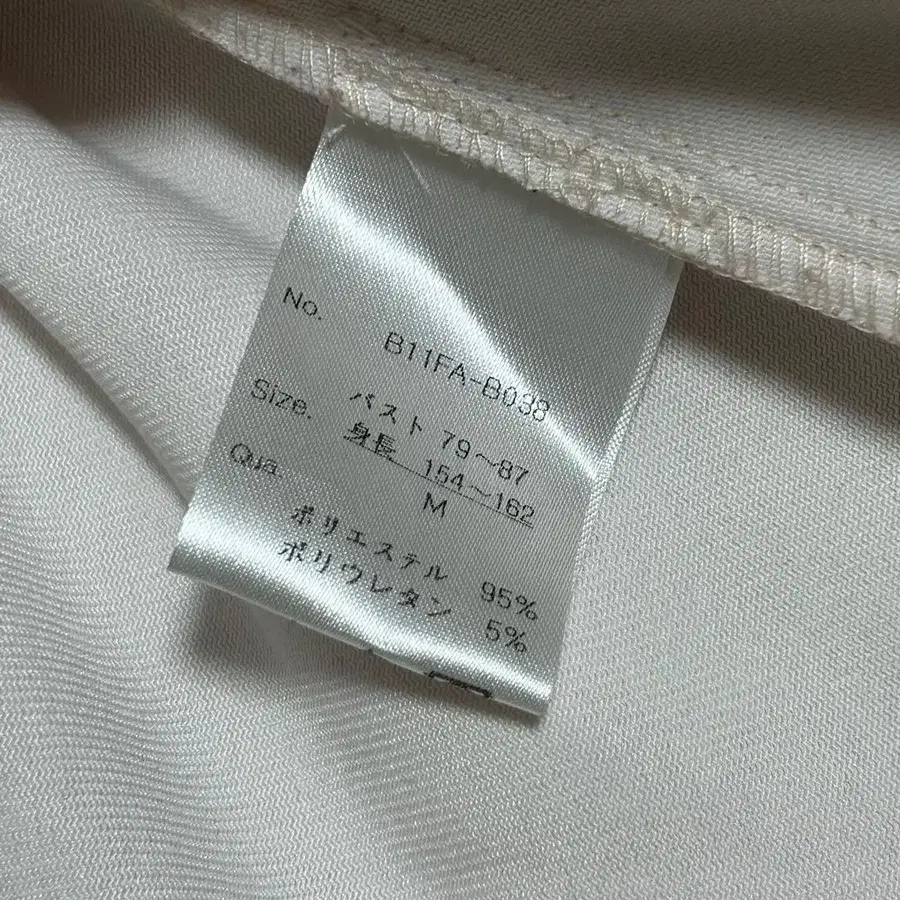 No. B11FA-B038
Size. バスト 79～87
身長 154～162
M
Qua.
ポリエステル 95%
ポリウレタン 5%